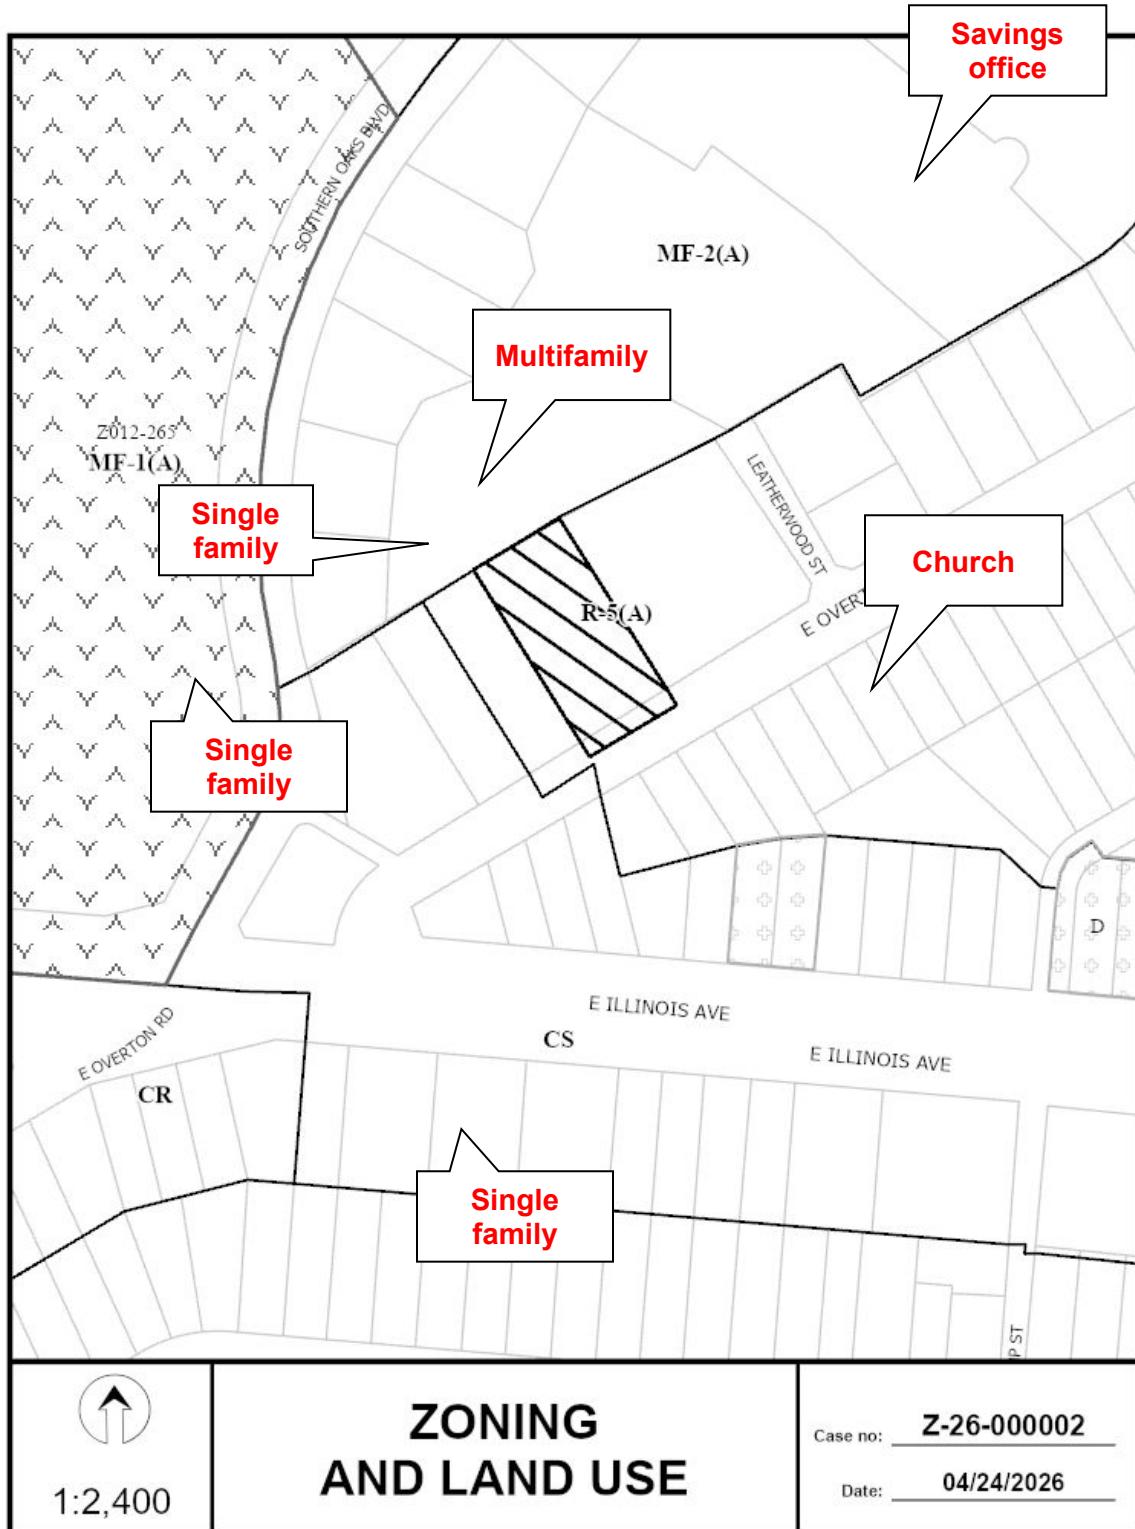 Savings
office
SOUTHERN OAKS BLVD
MF-2(A)
Multifamily
Z012-265
MF-1(A)
LEATHERWOOD ST
Single
family
Church
R-5(A)
E OVERT
Single
family
D
E ILLINOIS AVE
CS
E ILLINOIS AVE
E OVERTON RD
CR
Single
family
ST
1:2,400
ZONING
AND LAND USE
Case no: Z-26-000002
Date: 04/24/2026